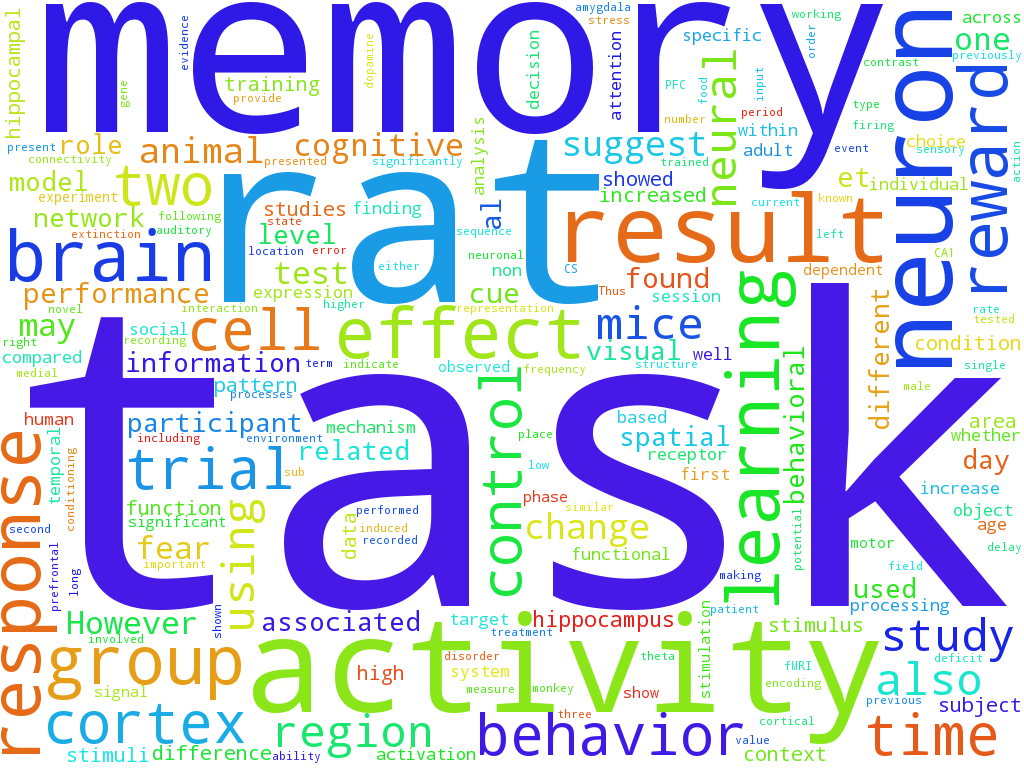 memory
task
rat
activity
neuron
result
effect
learning
response
reward
brain
cell
group
cortex
behavior
trial
control
region
study
time
also
mice
neural
two
one
animal
cognitive
suggest
performance
information
participant
However
associated
hippocampus
change
using
fear
may
test
cue
level
network
model
role
training
hippocampal
evidence
gene
provide
dopamine
amygdala
stress
attention
decision
analysis
specific
PFC
food
input
working
order
across
contrast
previously
type
firing
period
number
within
adult
trained
choice
event
sensory
action
present
connectivity
presented
significantly
showed
increased
et
al
individual
experiment
following
studies
finding
state
extinction
auditory
location
error
sequence
current
known
left
either
neuronal
CS
non
found
dependent
CA1
expression
Thus
session
rate
tested
novel
interaction
higher
representation
different
condition
right
social
recording
visual
well
medial
compared
term
indicate
observed
frequency
structure
single
pattern
processes
male
human
including
environment
mechanism
related
place
based
spatial
receptor
first
behavioral
area
whether
day
temporal
conditioning
sub
low
increase
object
age
function
significant
performed
induced
recorded
data
phase
similar
functional
potential
motor
delay
second
prefrontal
long
important
making
field
used
processing
shown
involved
target
treatment
stimulation
patient
stimulus
signal
high
disorder
theta
system
measure
monkey
show
fMRI
encoding
deficit
previous
subject
three
cortical
value
stimuli
difference
ability
activation
context